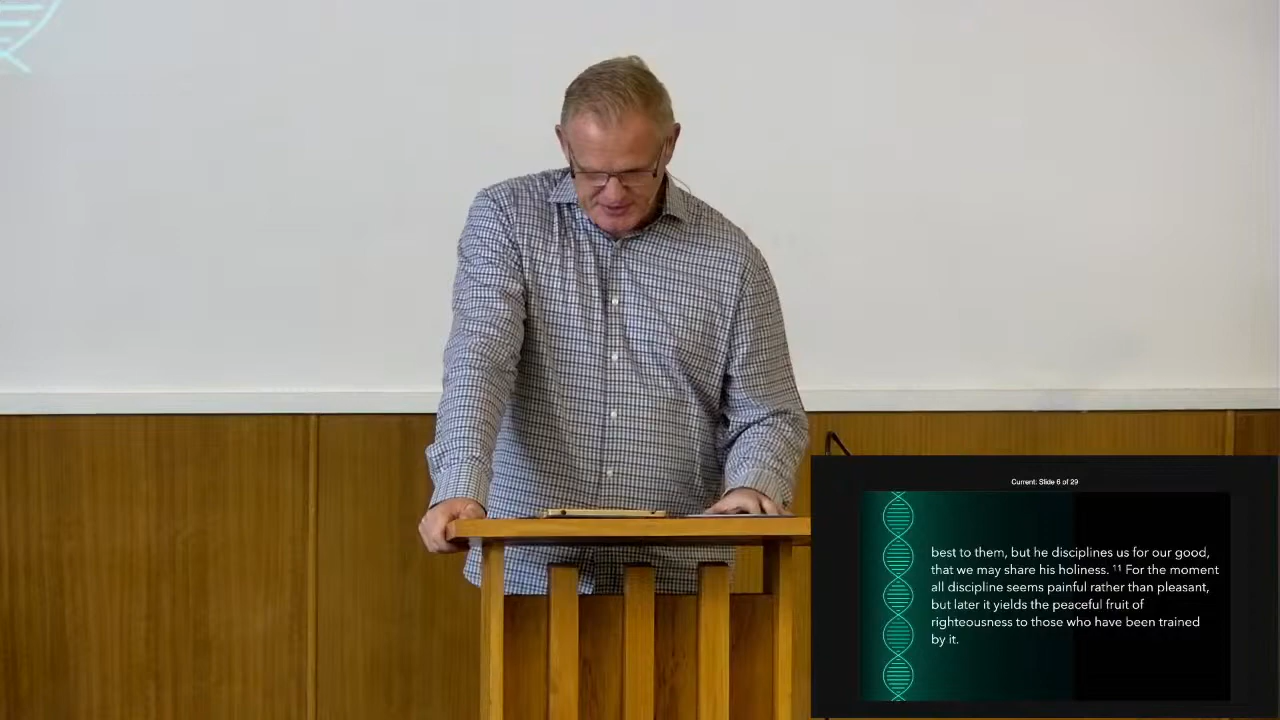 Current: Slide 6 of 29
best to them, but he disciplines us for our good,
that we may share his holiness. ¹¹ For the moment
all discipline seems painful rather than pleasant,
but later it yields the peaceful fruit of
righteousness to those who have been trained
by it.